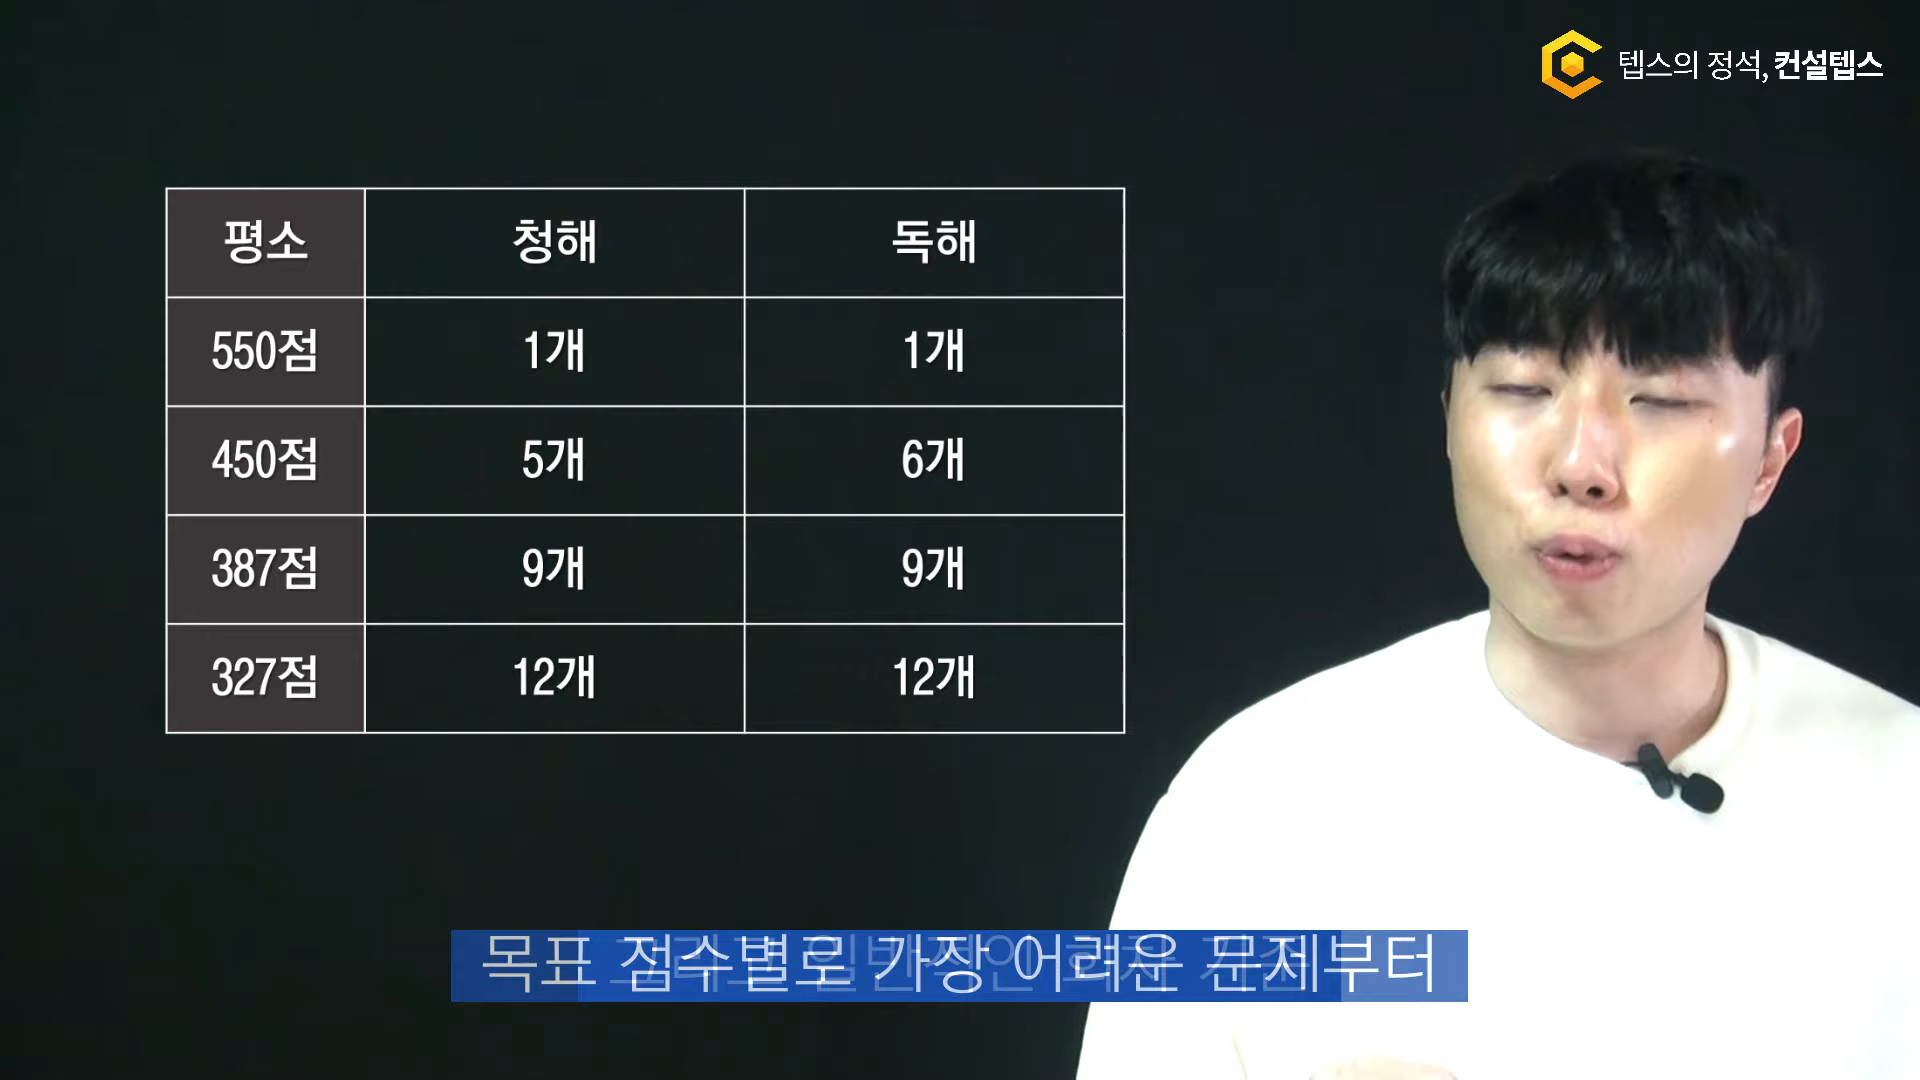 텝스의 정석, 컨설텝스
평소 청해 독해
550점 1개 1개
450점 5개 6개
387점 9개 9개
327점 12개 12개
목표 점수별로 가장 어려운 문제부터